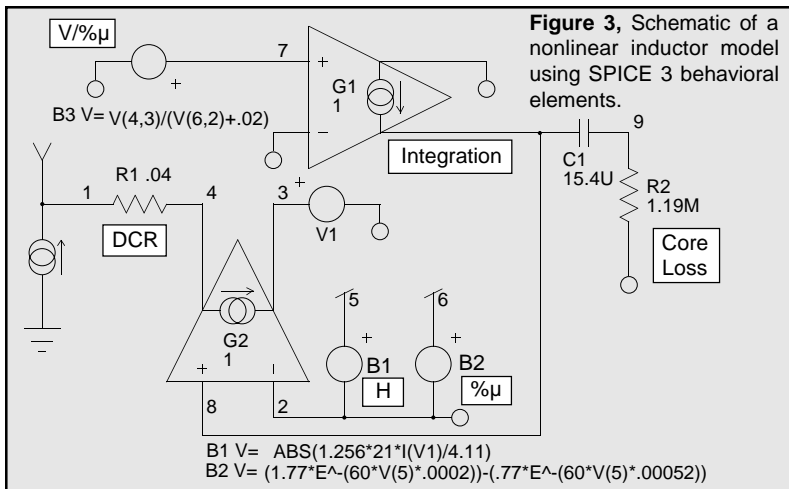 Figure 3, Schematic of a
nonlinear inductor model
using SPICE 3 behavioral
elements.
V/%µ
7
+
+
G1
1
B3 V= V(4,3)/(V(6,2)+.02)
−
Integration
9
C1
15.4U
R2
1.19M
Core
Loss
R1 .04
1
4
3
+
DCR
V1
5
6
G2
1
+
+
B1
B2
H
%µ
+
−
8
2
B1 V= ABS(1.256*21*I(V1)/4.11)
B2 V= (1.77*E^-(60*V(5)*.0002))-(.77*E^-(60*V(5)*.00052))